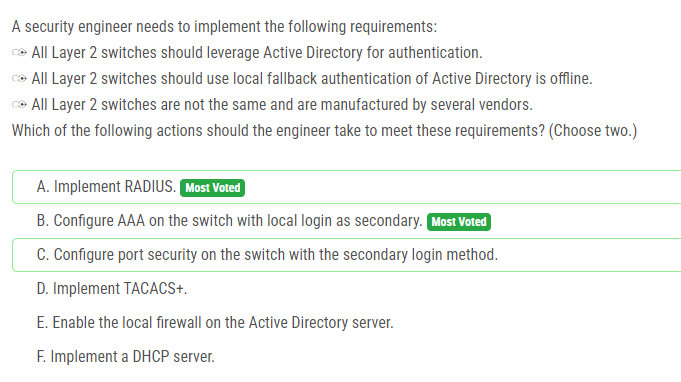 A security engineer needs to implement the following requirements:
All Layer 2 switches should leverage Active Directory for authentication.
All Layer 2 switches should use local fallback authentication of Active Directory is offline.
All Layer 2 switches are not the same and are manufactured by several vendors.
Which of the following actions should the engineer take to meet these requirements? (Choose two.)
A. Implement RADIUS. Most Voted
B. Configure AAA on the switch with local login as secondary. Most Voted
C. Configure port security on the switch with the secondary login method.
D. Implement TACACS+.
E. Enable the local firewall on the Active Directory server.
F. Implement a DHCP server.